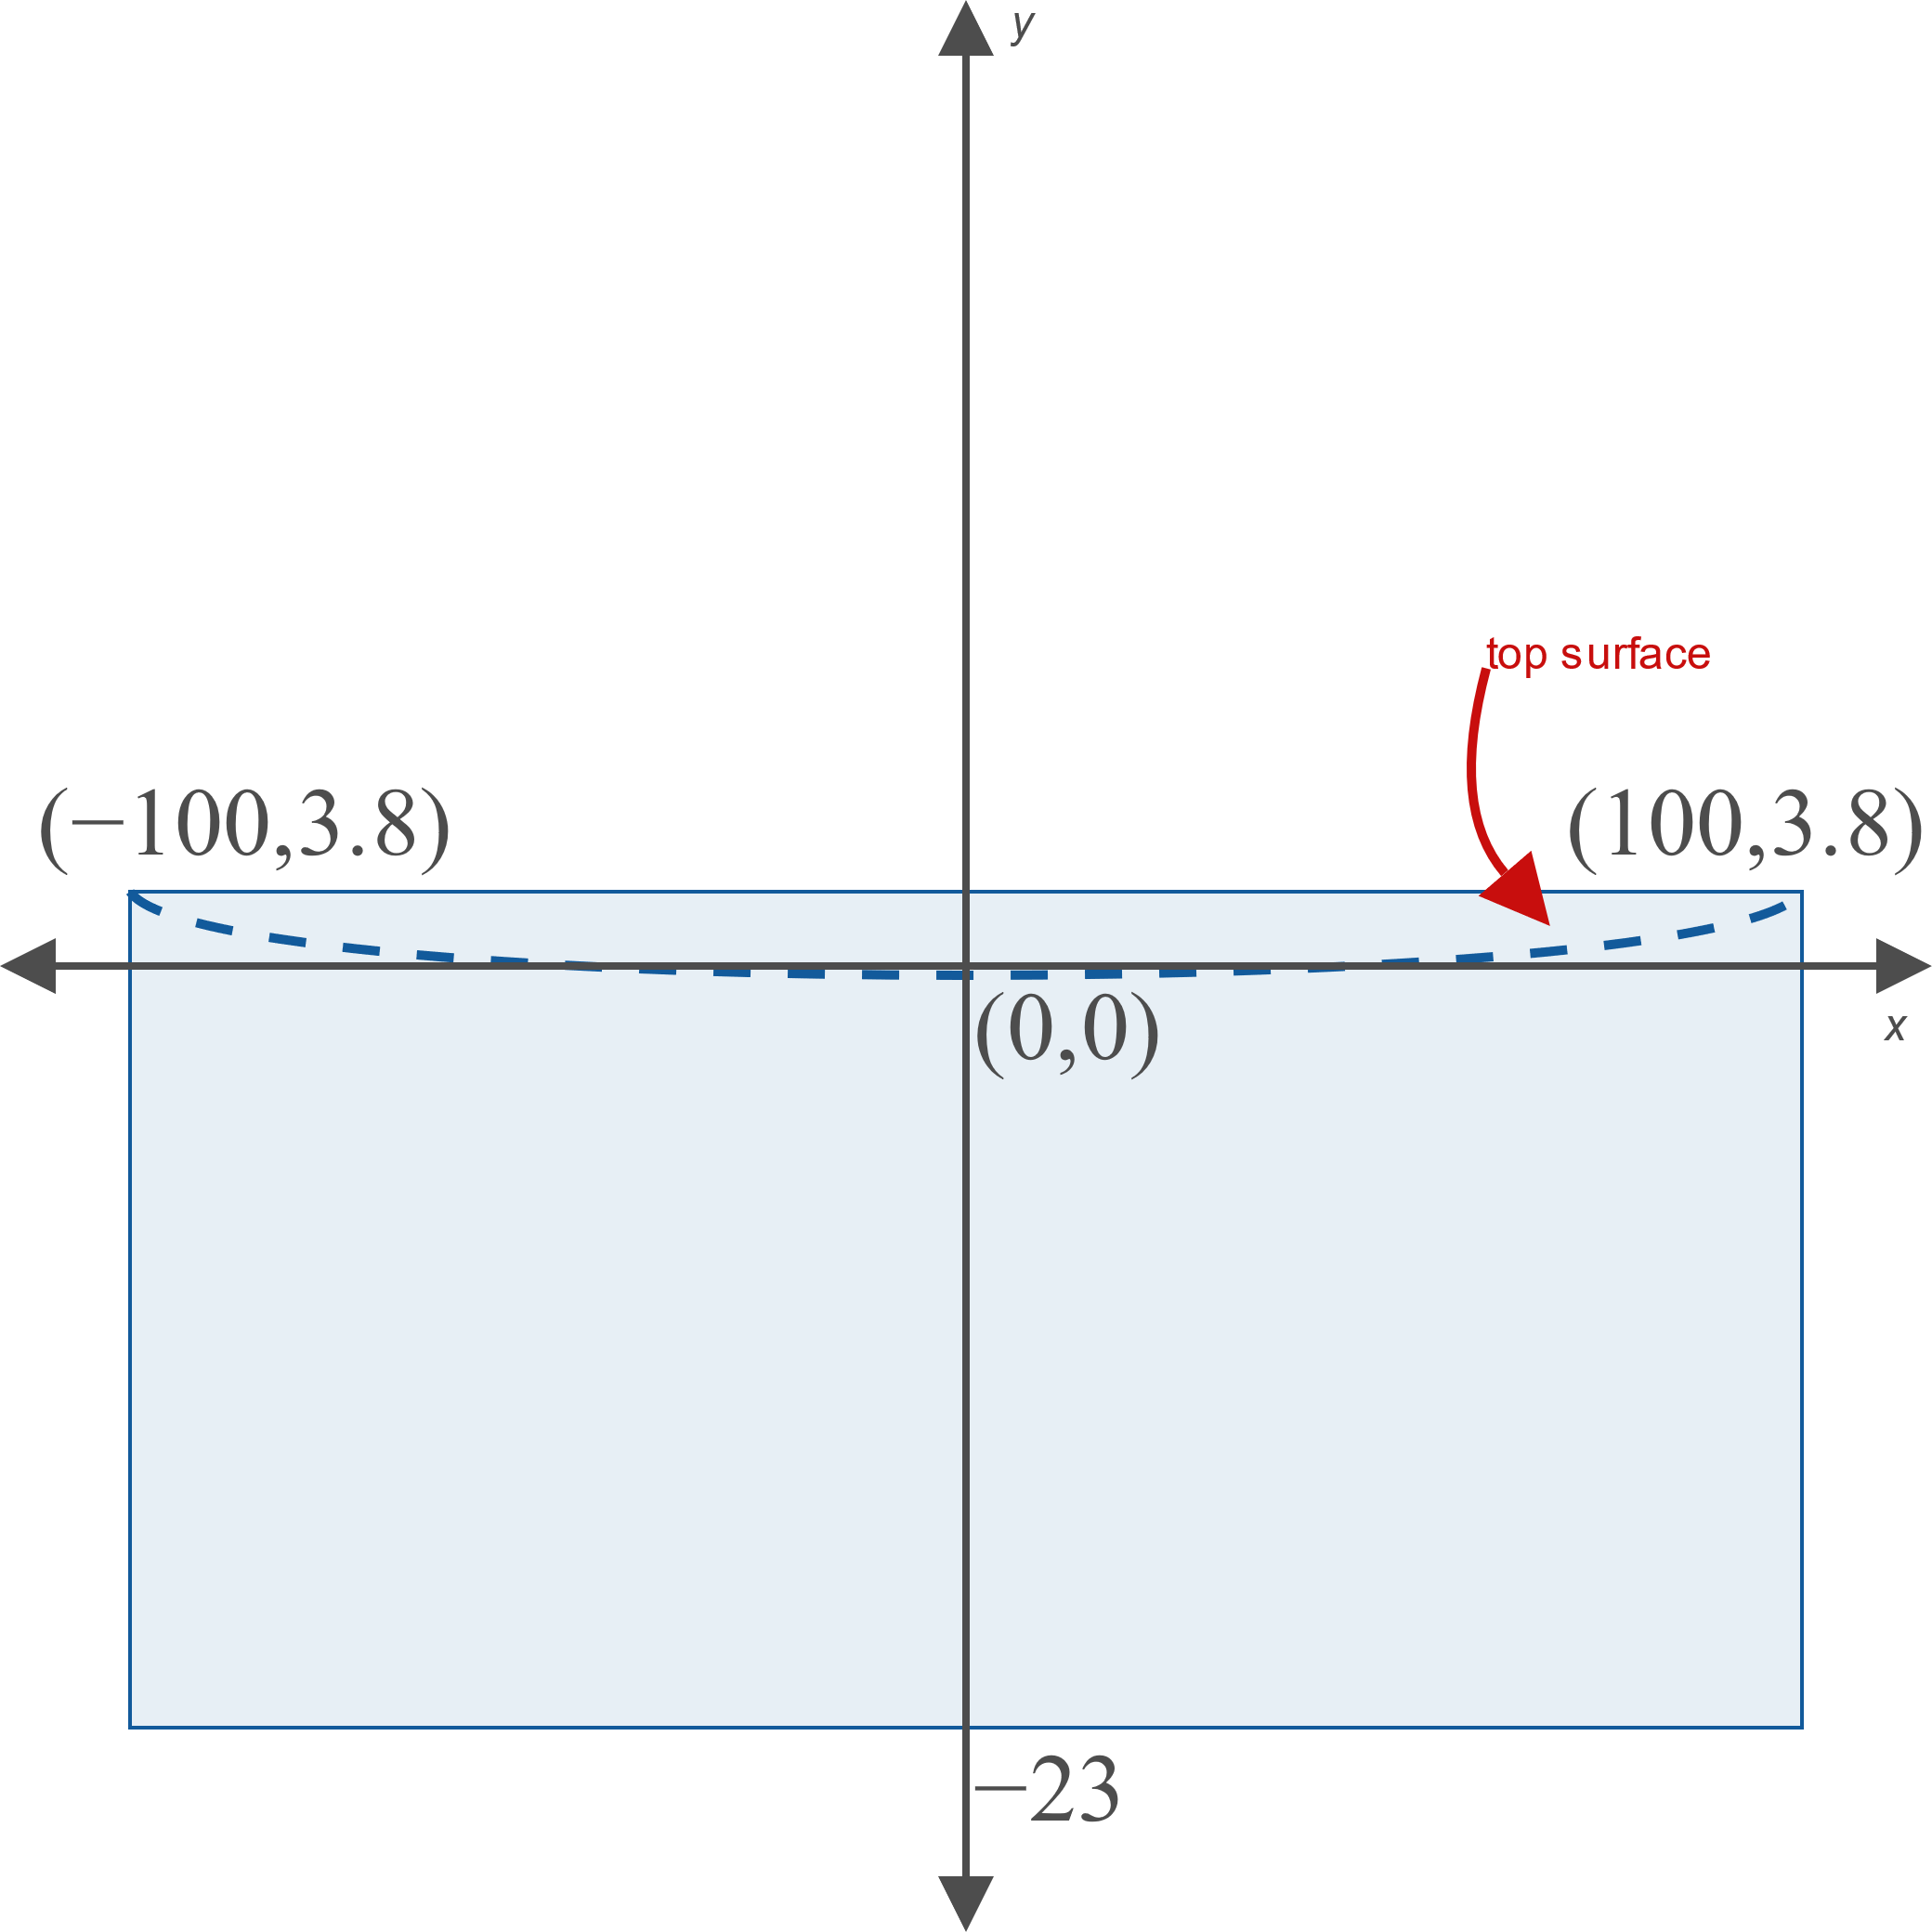 y
top surface
(−100,3.8)
(100,3.8)
(0,0)
x
−23